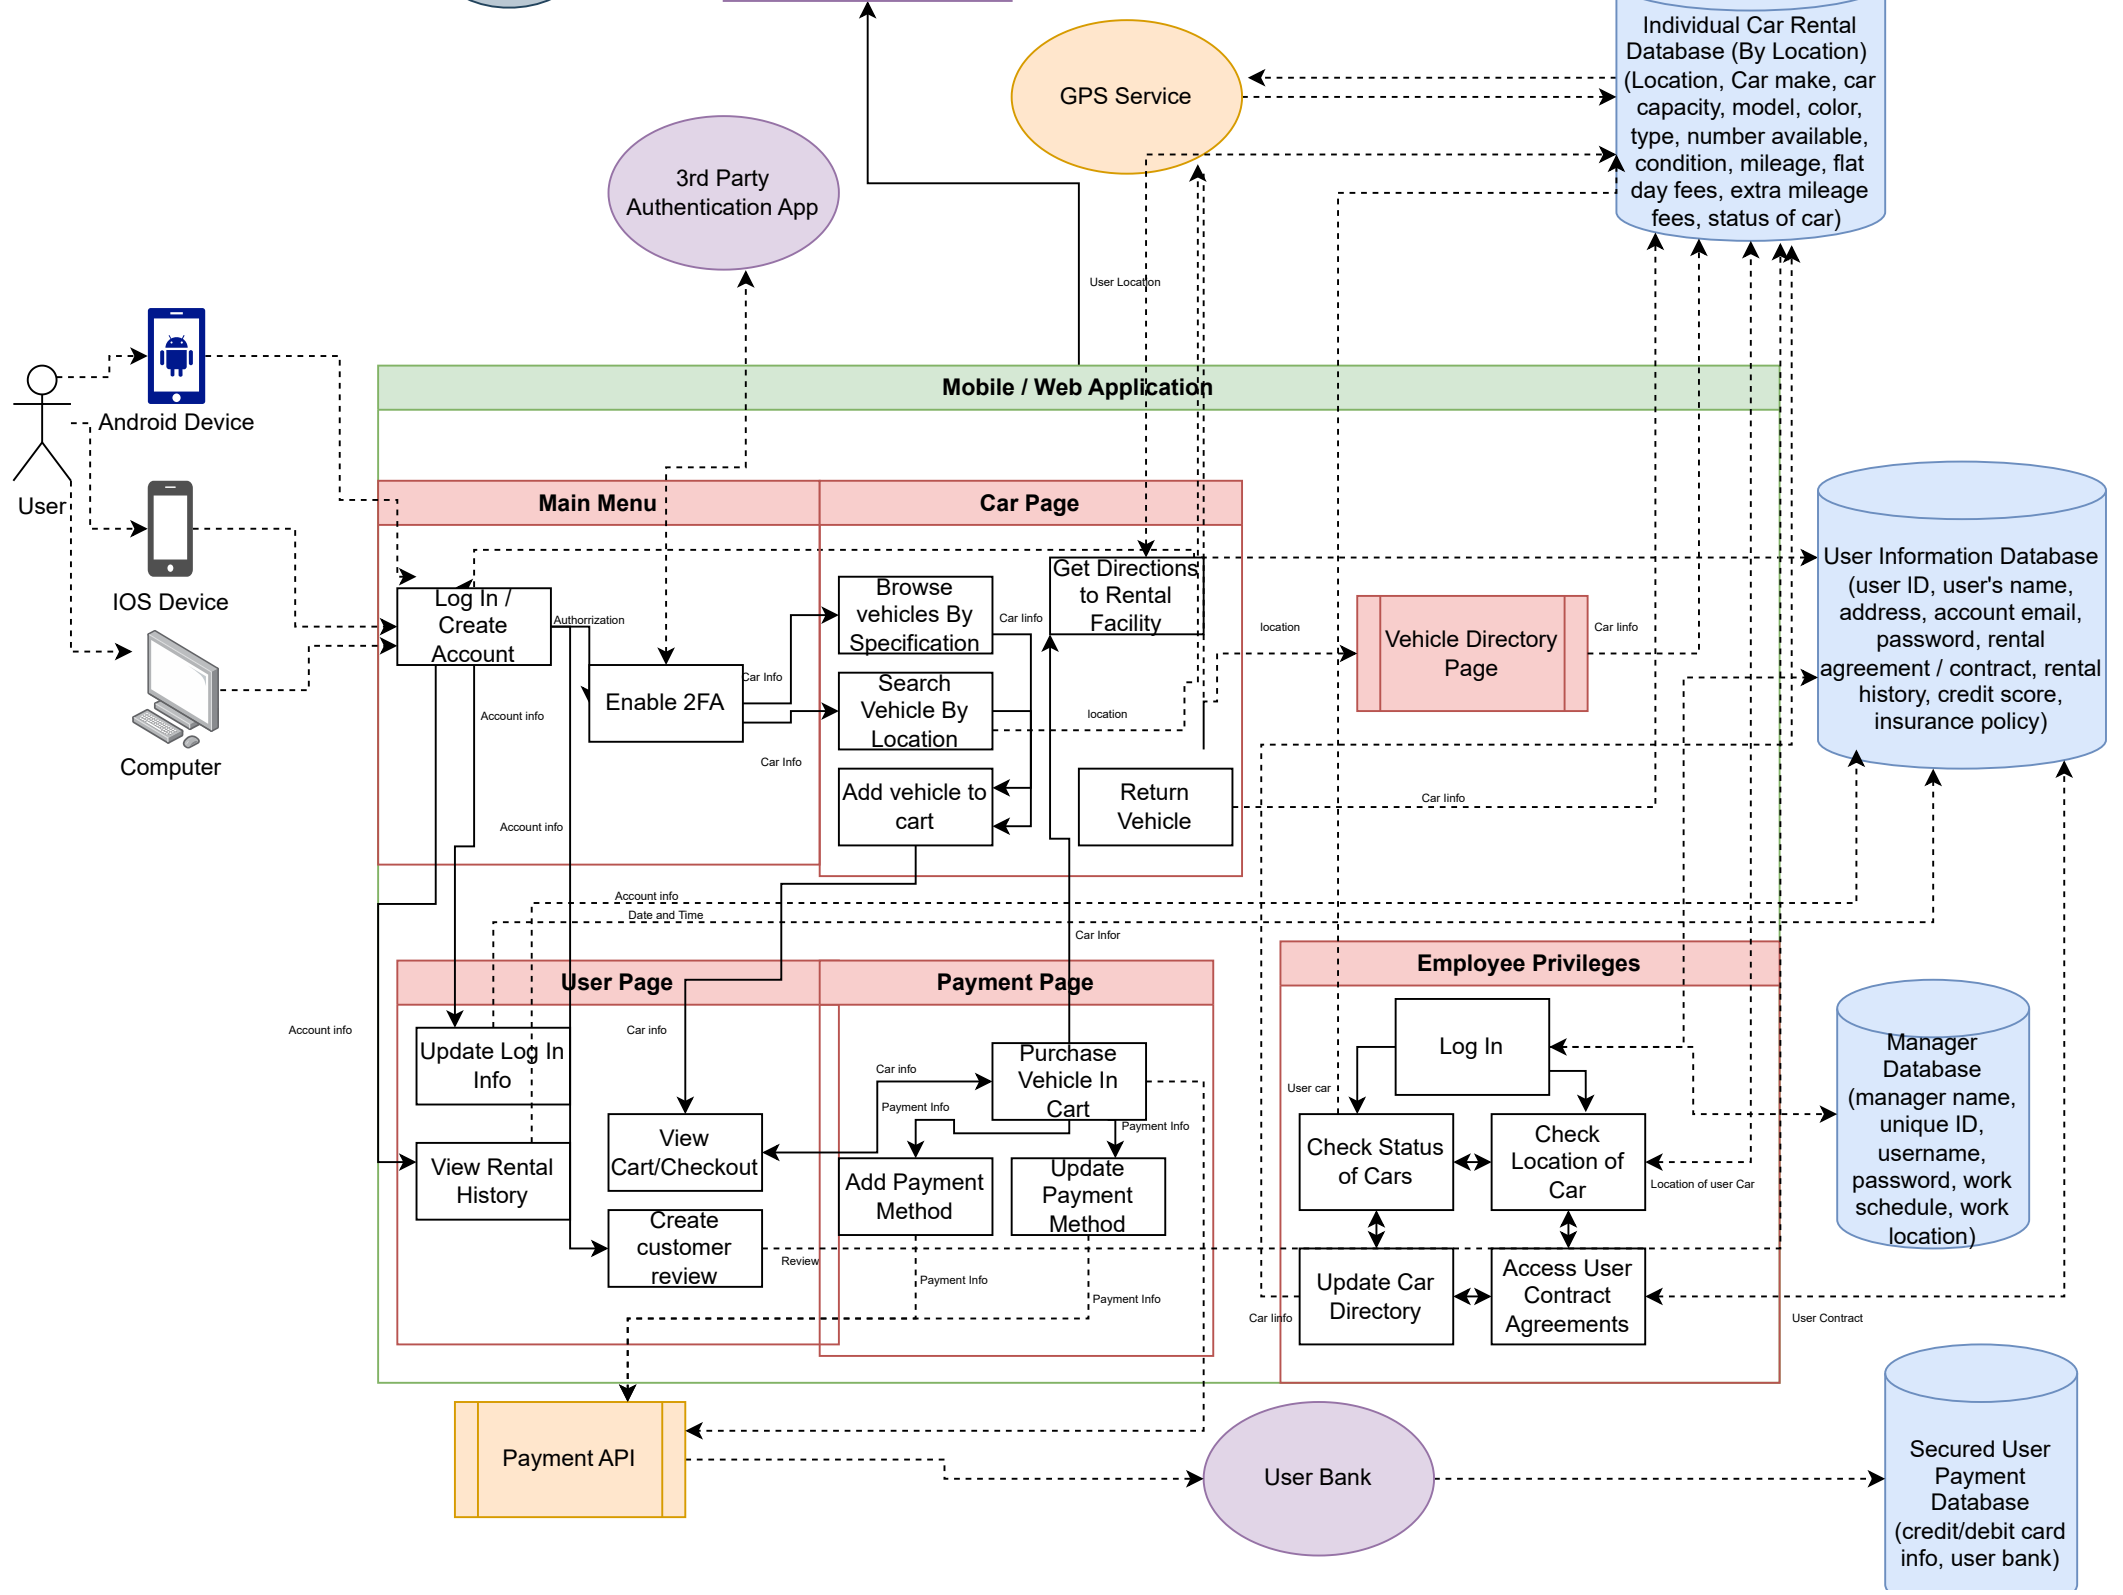 Individual Car Rental
Database (By Location)
(Location, Car make, car
capacity, model, color,
type, number available,
condition, mileage, flat
day fees, extra mileage
fees, status of car)
GPS Service
3rd Party
Authentication App
User Location
Android Device
User
IOS Device
Computer
Mobile / Web Application
Main Menu
Car Page
Log In /
Create
Account
Authorrization
Enable 2FA
Car Info
Car Info
Account info
Account info
Browse
vehicles By
Specification
Car Iinfo
Search
Vehicle By
Location
location
Add vehicle to
cart
Get Directions
to Rental
Facility
Return
Vehicle
location
Vehicle Directory
Page
Car Iinfo
Car Iinfo
User Information Database
(user ID, user's name,
address, account email,
password, rental
agreement / contract, rental
history, credit score,
insurance policy)
Account info
Date and Time
Car Infor
User Page
Payment Page
Employee Privileges
Account info
Update Log In
Info
Car info
View Rental
History
View
Cart/Checkout
Create
customer
review
Review
Car info
Payment Info
Purchase
Vehicle In
Cart
Payment Info
Add Payment
Method
Update
Payment
Method
Payment Info
Payment Info
Log In
User car
Check Status
of Cars
Check
Location of
Car
Location of user Car
Update Car
Directory
Car Iinfo
Access User
Contract
Agreements
User Contract
Manager
Database
(manager name,
unique ID,
username,
password, work
schedule, work
location)
Payment API
User Bank
Secured User
Payment
Database
(credit/debit card
info, user bank)